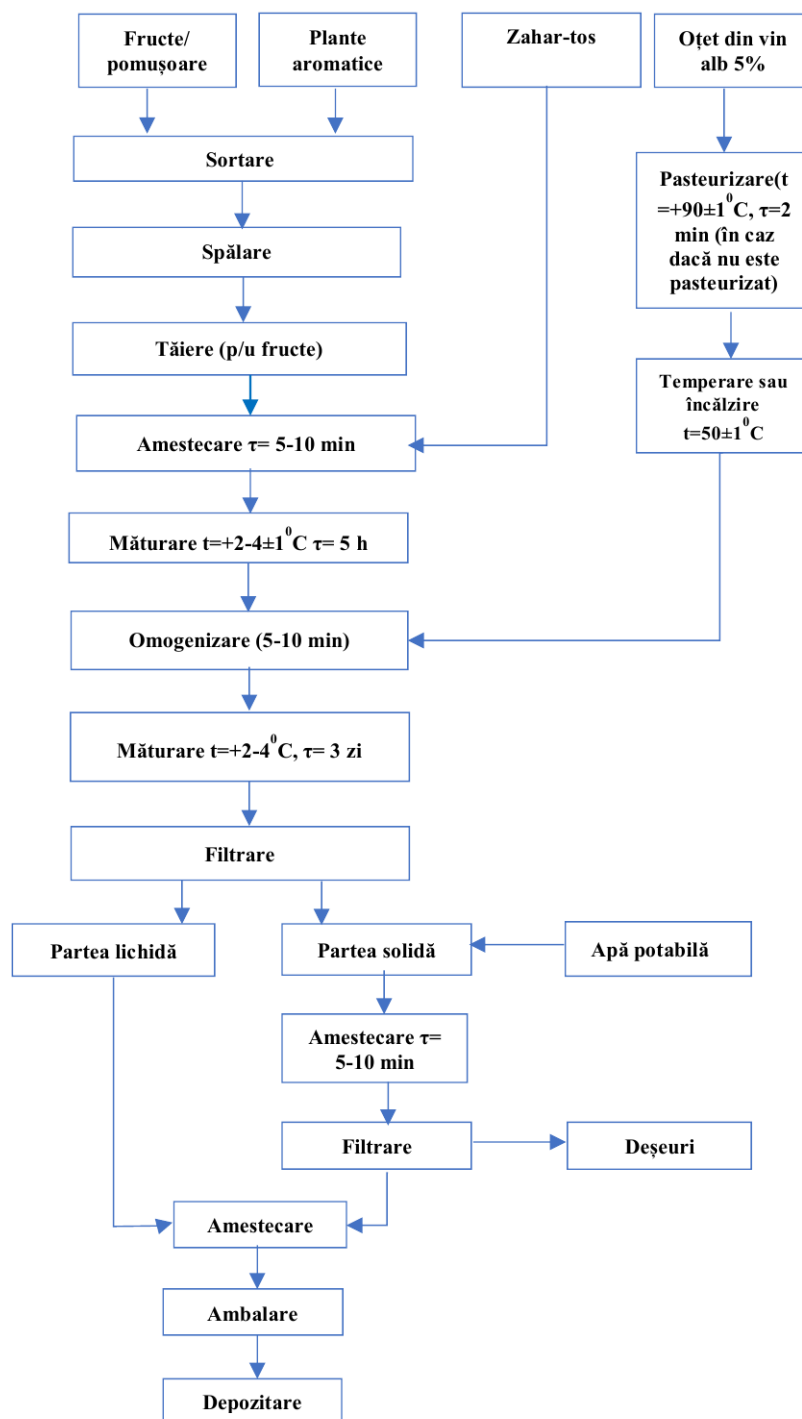 Fructe/
pomușoare
Plante
aromatice
Zahar-tos
Oțet din vin
alb 5%
Sortare
Pasteurizare(t
=+90±1⁰C, τ=2
min (în caz
dacă nu este
pasteurizat)
Spălare
Tăiere (p/u fructe)
Temperare sau
încălzire
t=50±1⁰C
Amestecare τ= 5-10 min
Măturare t=+2-4±1⁰C τ= 5 h
Omogenizare (5-10 min)
Măturare t=+2-4⁰C, τ= 3 zi
Filtrare
Partea lichidă
Partea solidă
Apă potabilă
Amestecare τ=
5-10 min
Filtrare
Deșeuri
Amestecare
Ambalare
Depozitare